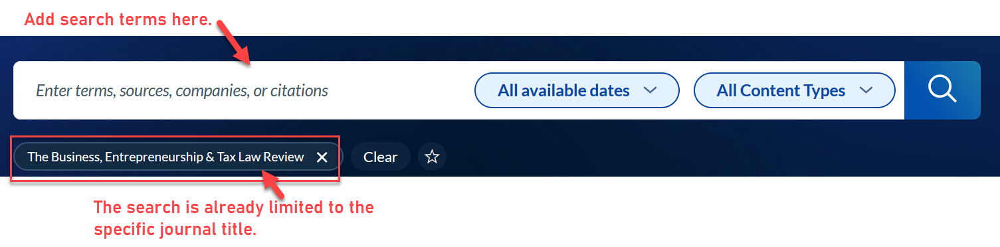 Add search terms here.
Enter terms, sources, companies, or citations
All available dates
All Content Types
The Business, Entrepreneurship & Tax Law Review
Clear
The search is already limited to the
specific journal title.